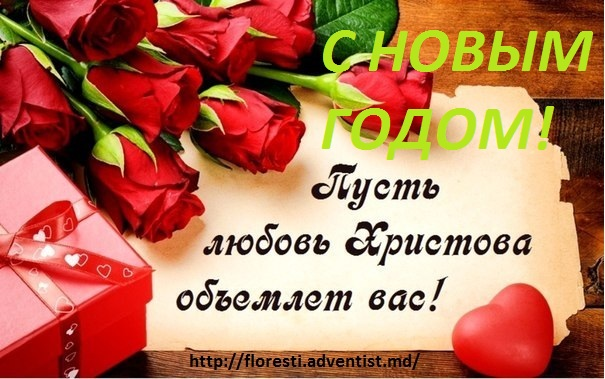 С НОВЫМ
ГОДОМ!
Пусть
любовь Христова
объемлет вас!
http://floresti.adventist.md/